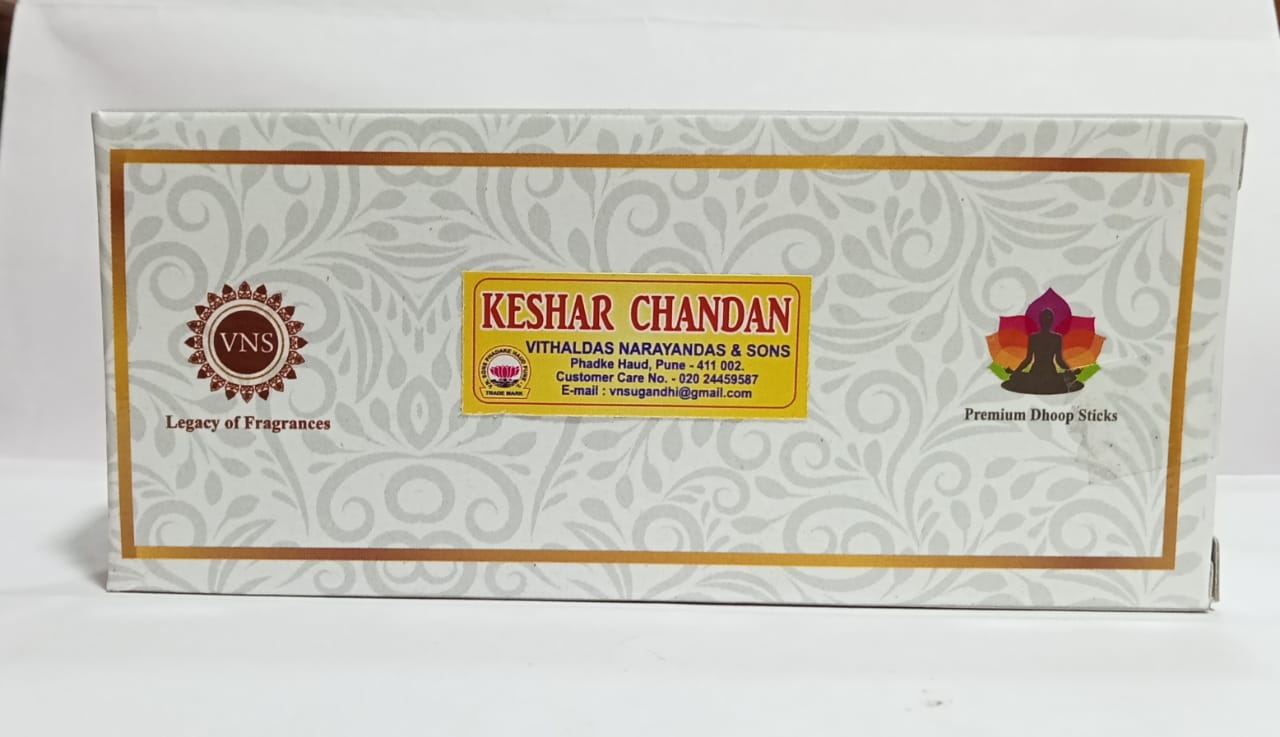 VNS
Legacy of Fragrances
KESHAR CHANDAN
VITHALDAS NARAYANDAS & SONS
Phadke Haud, Pune - 411 002.
Customer Care No. - 020 24459587
E-mail : vnsugandhi@gmail.com
TRADE MARK
Premium Dhoop Sticks